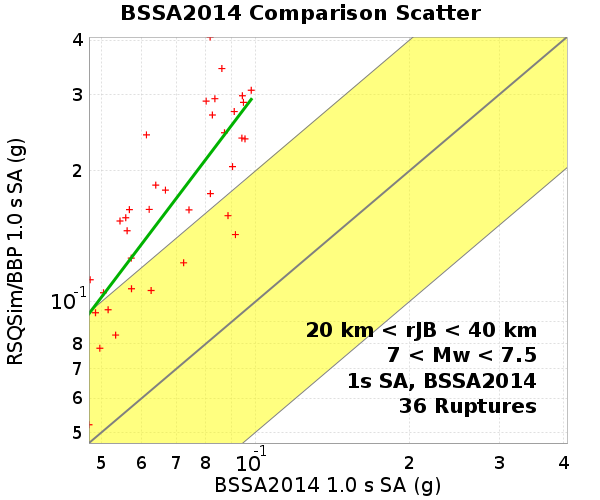 BSSA2014 Comparison Scatter
RSQSim/BBP 1.0 s SA (g)
4
3
2
10-1
8
7
6
5
20 km < rJB < 40 km
7 < Mw < 7.5
1s SA, BSSA2014
36 Ruptures
5 6 7 8 10-1 2 3 4
BSSA2014 1.0 s SA (g)